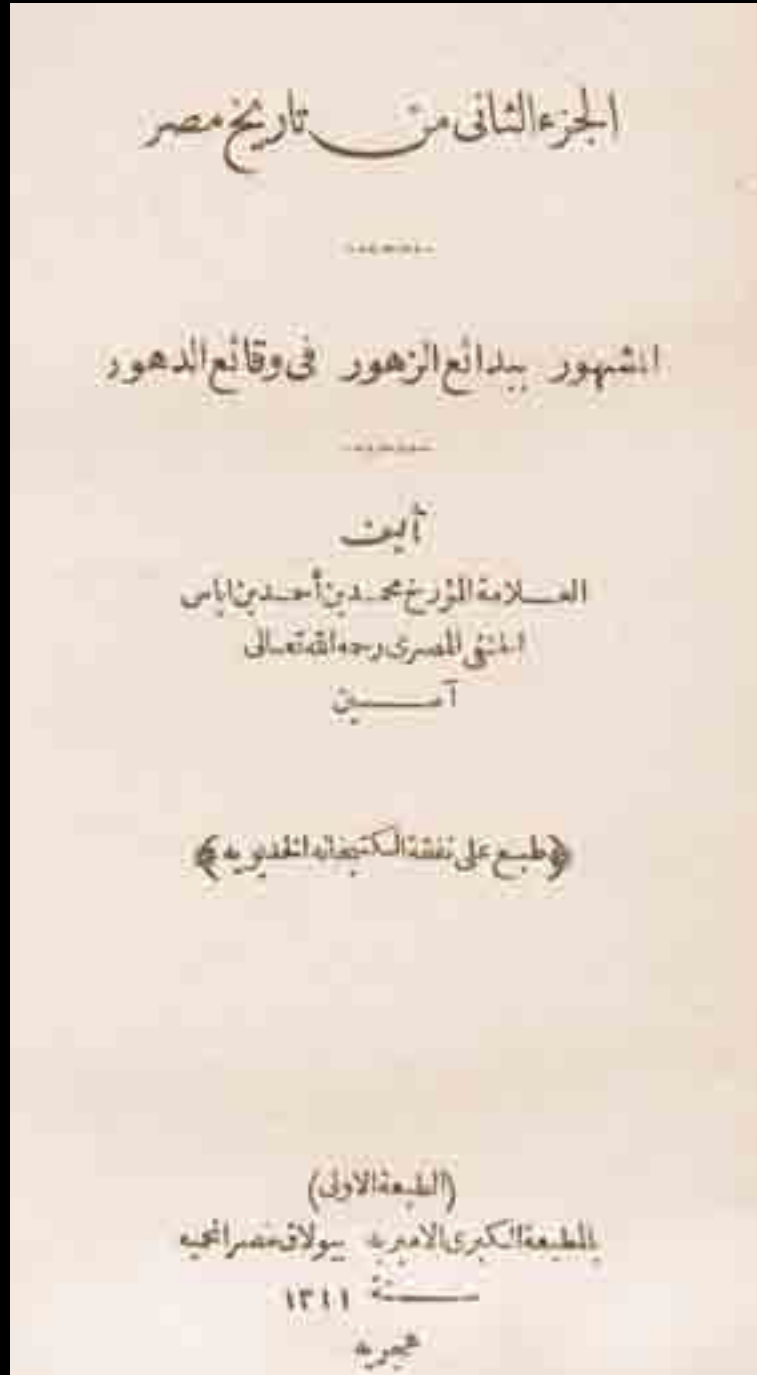 الجزء الثانى من تاريخ مصر
المشهور ببدائع الزهور فى وقائع الدهور
تأليف
العلامة المؤرخ محمد بن أحمد بن اياس
الحنفى المصرى رحمه الله تعالى
آمين
﴿طبع على نفقة الكتبخانه الخديويه﴾
(الطبعة الاولى)
بالمطبعة الكبرى الاميريه ببولاق مصر المحميه
سنة ١٣١١
هجريه